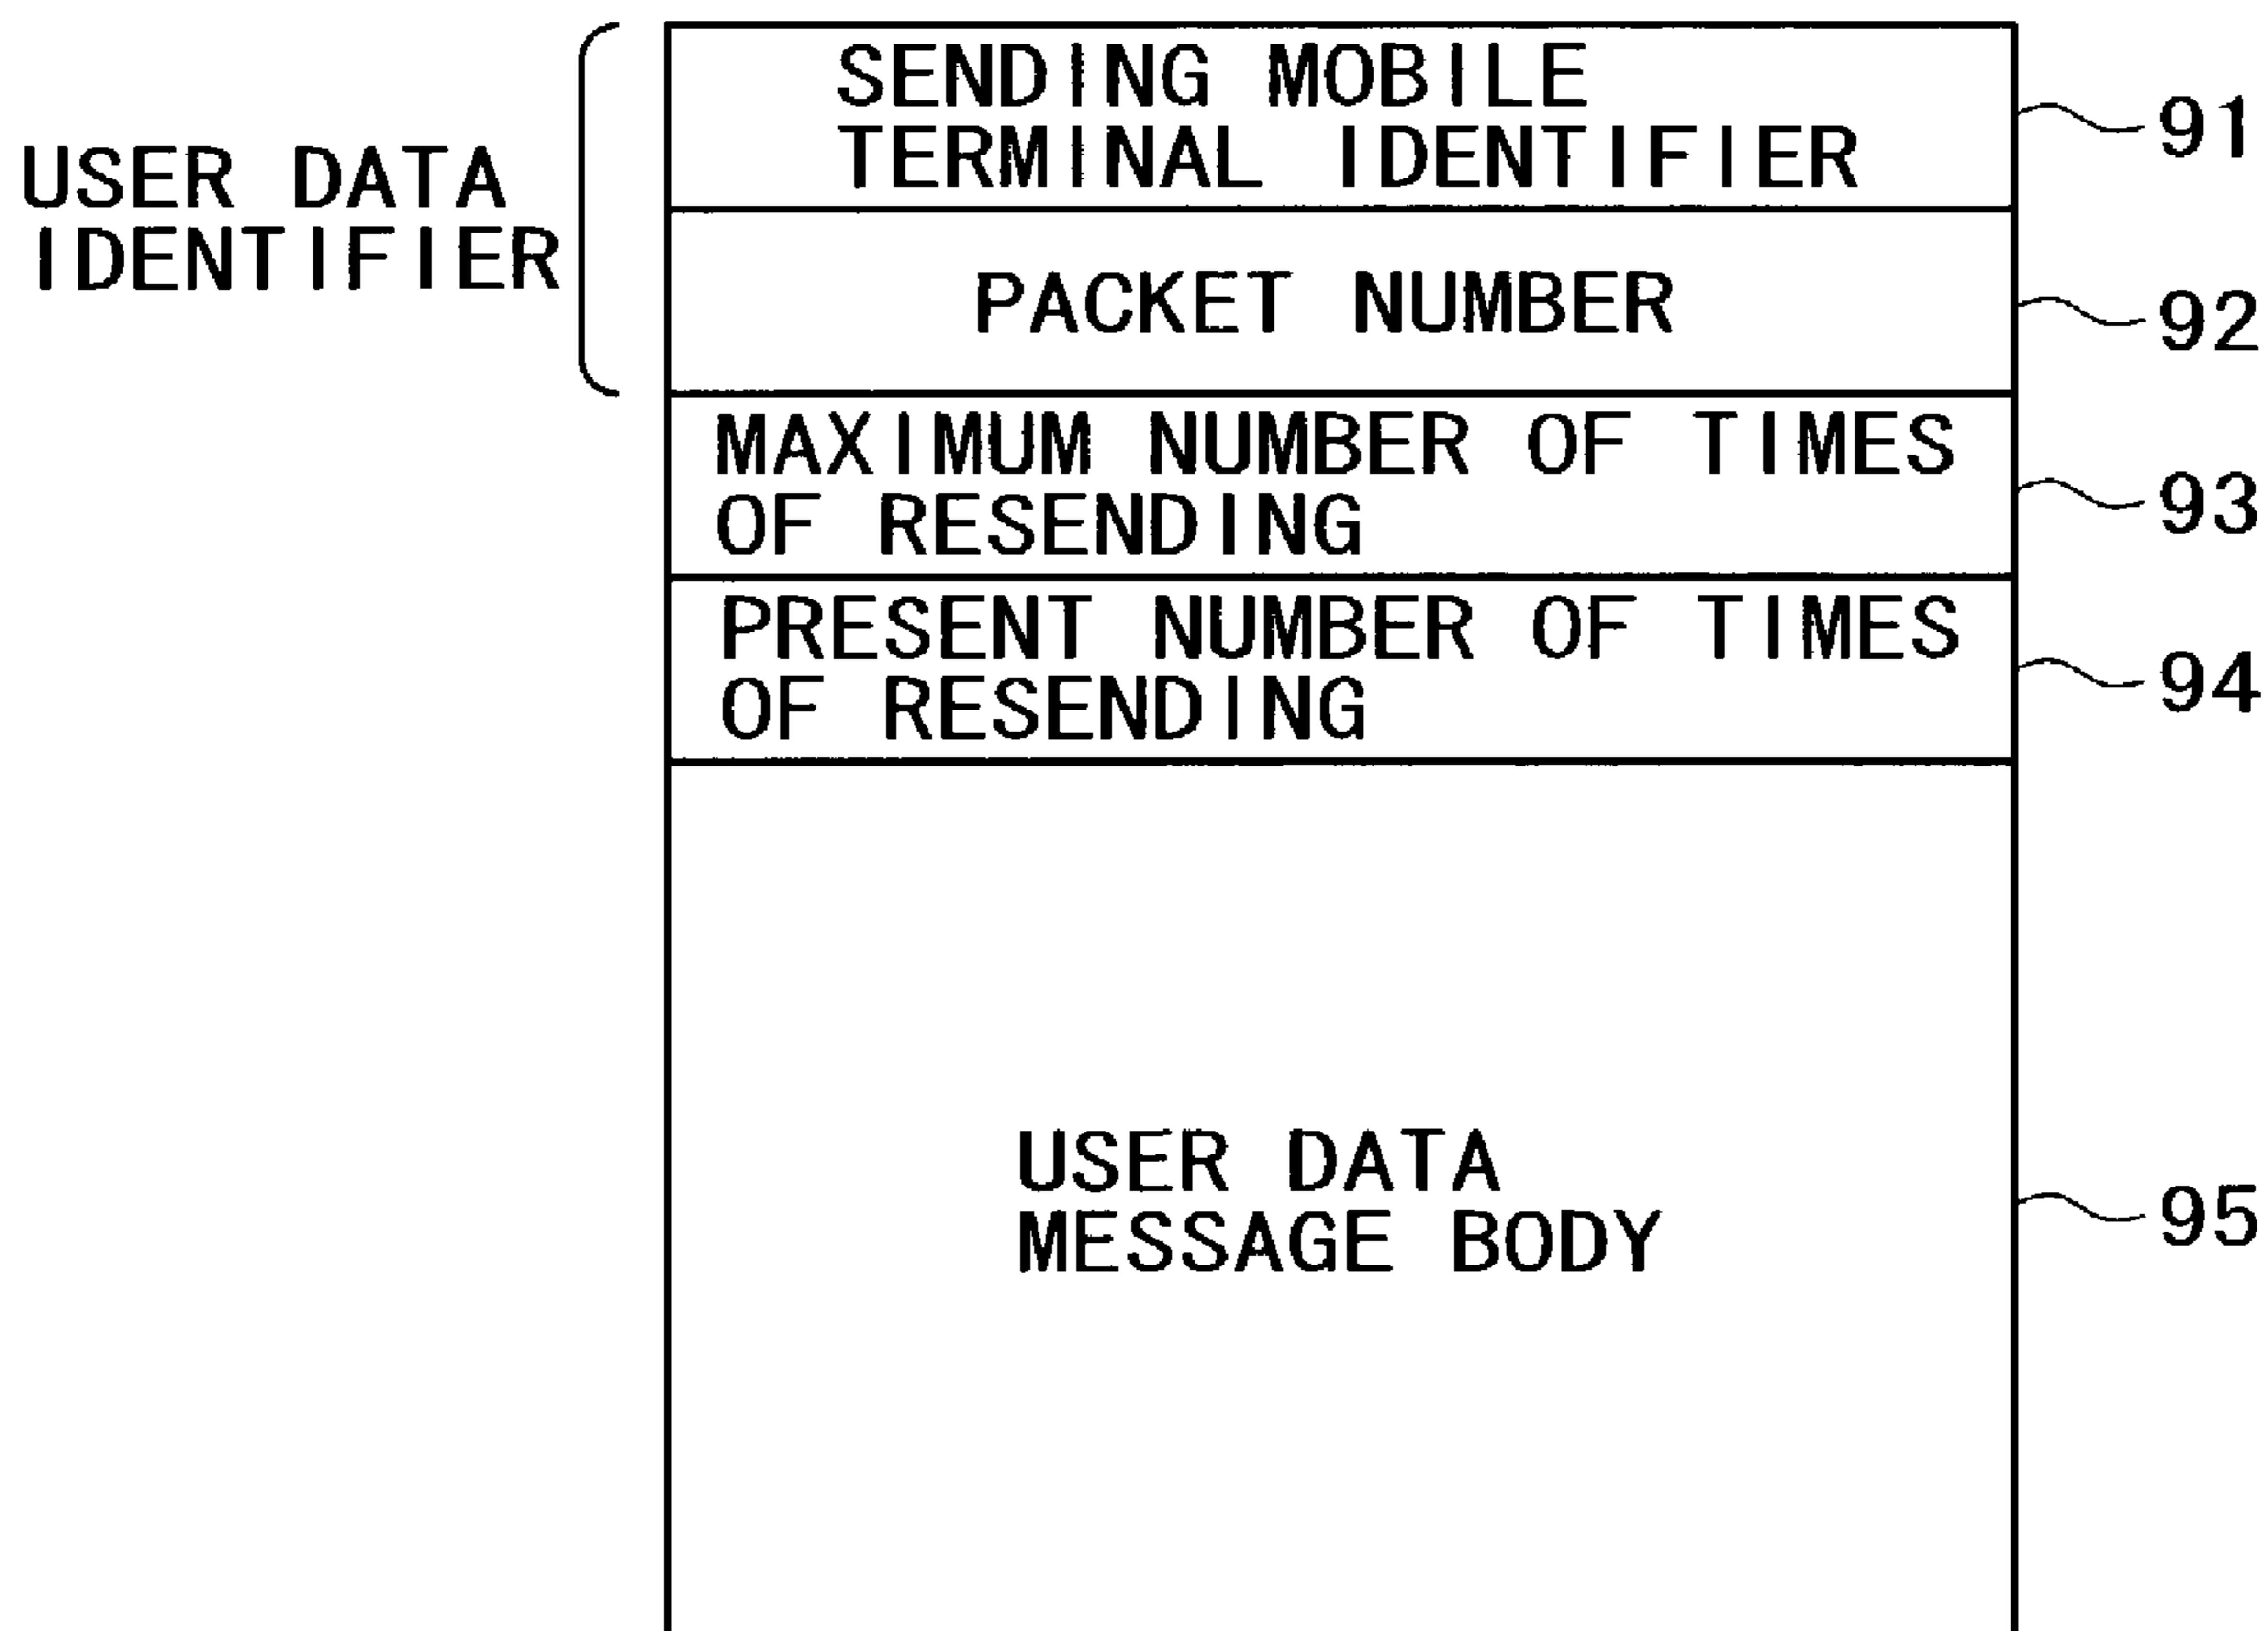 USER DATA
IDENTIFIER
SENDING MOBILE
TERMINAL IDENTIFIER
91
PACKET NUMBER
92
MAXIMUM NUMBER OF TIMES
OF RESENDING
93
PRESENT NUMBER OF TIMES
OF RESENDING
94
USER DATA
MESSAGE BODY
95